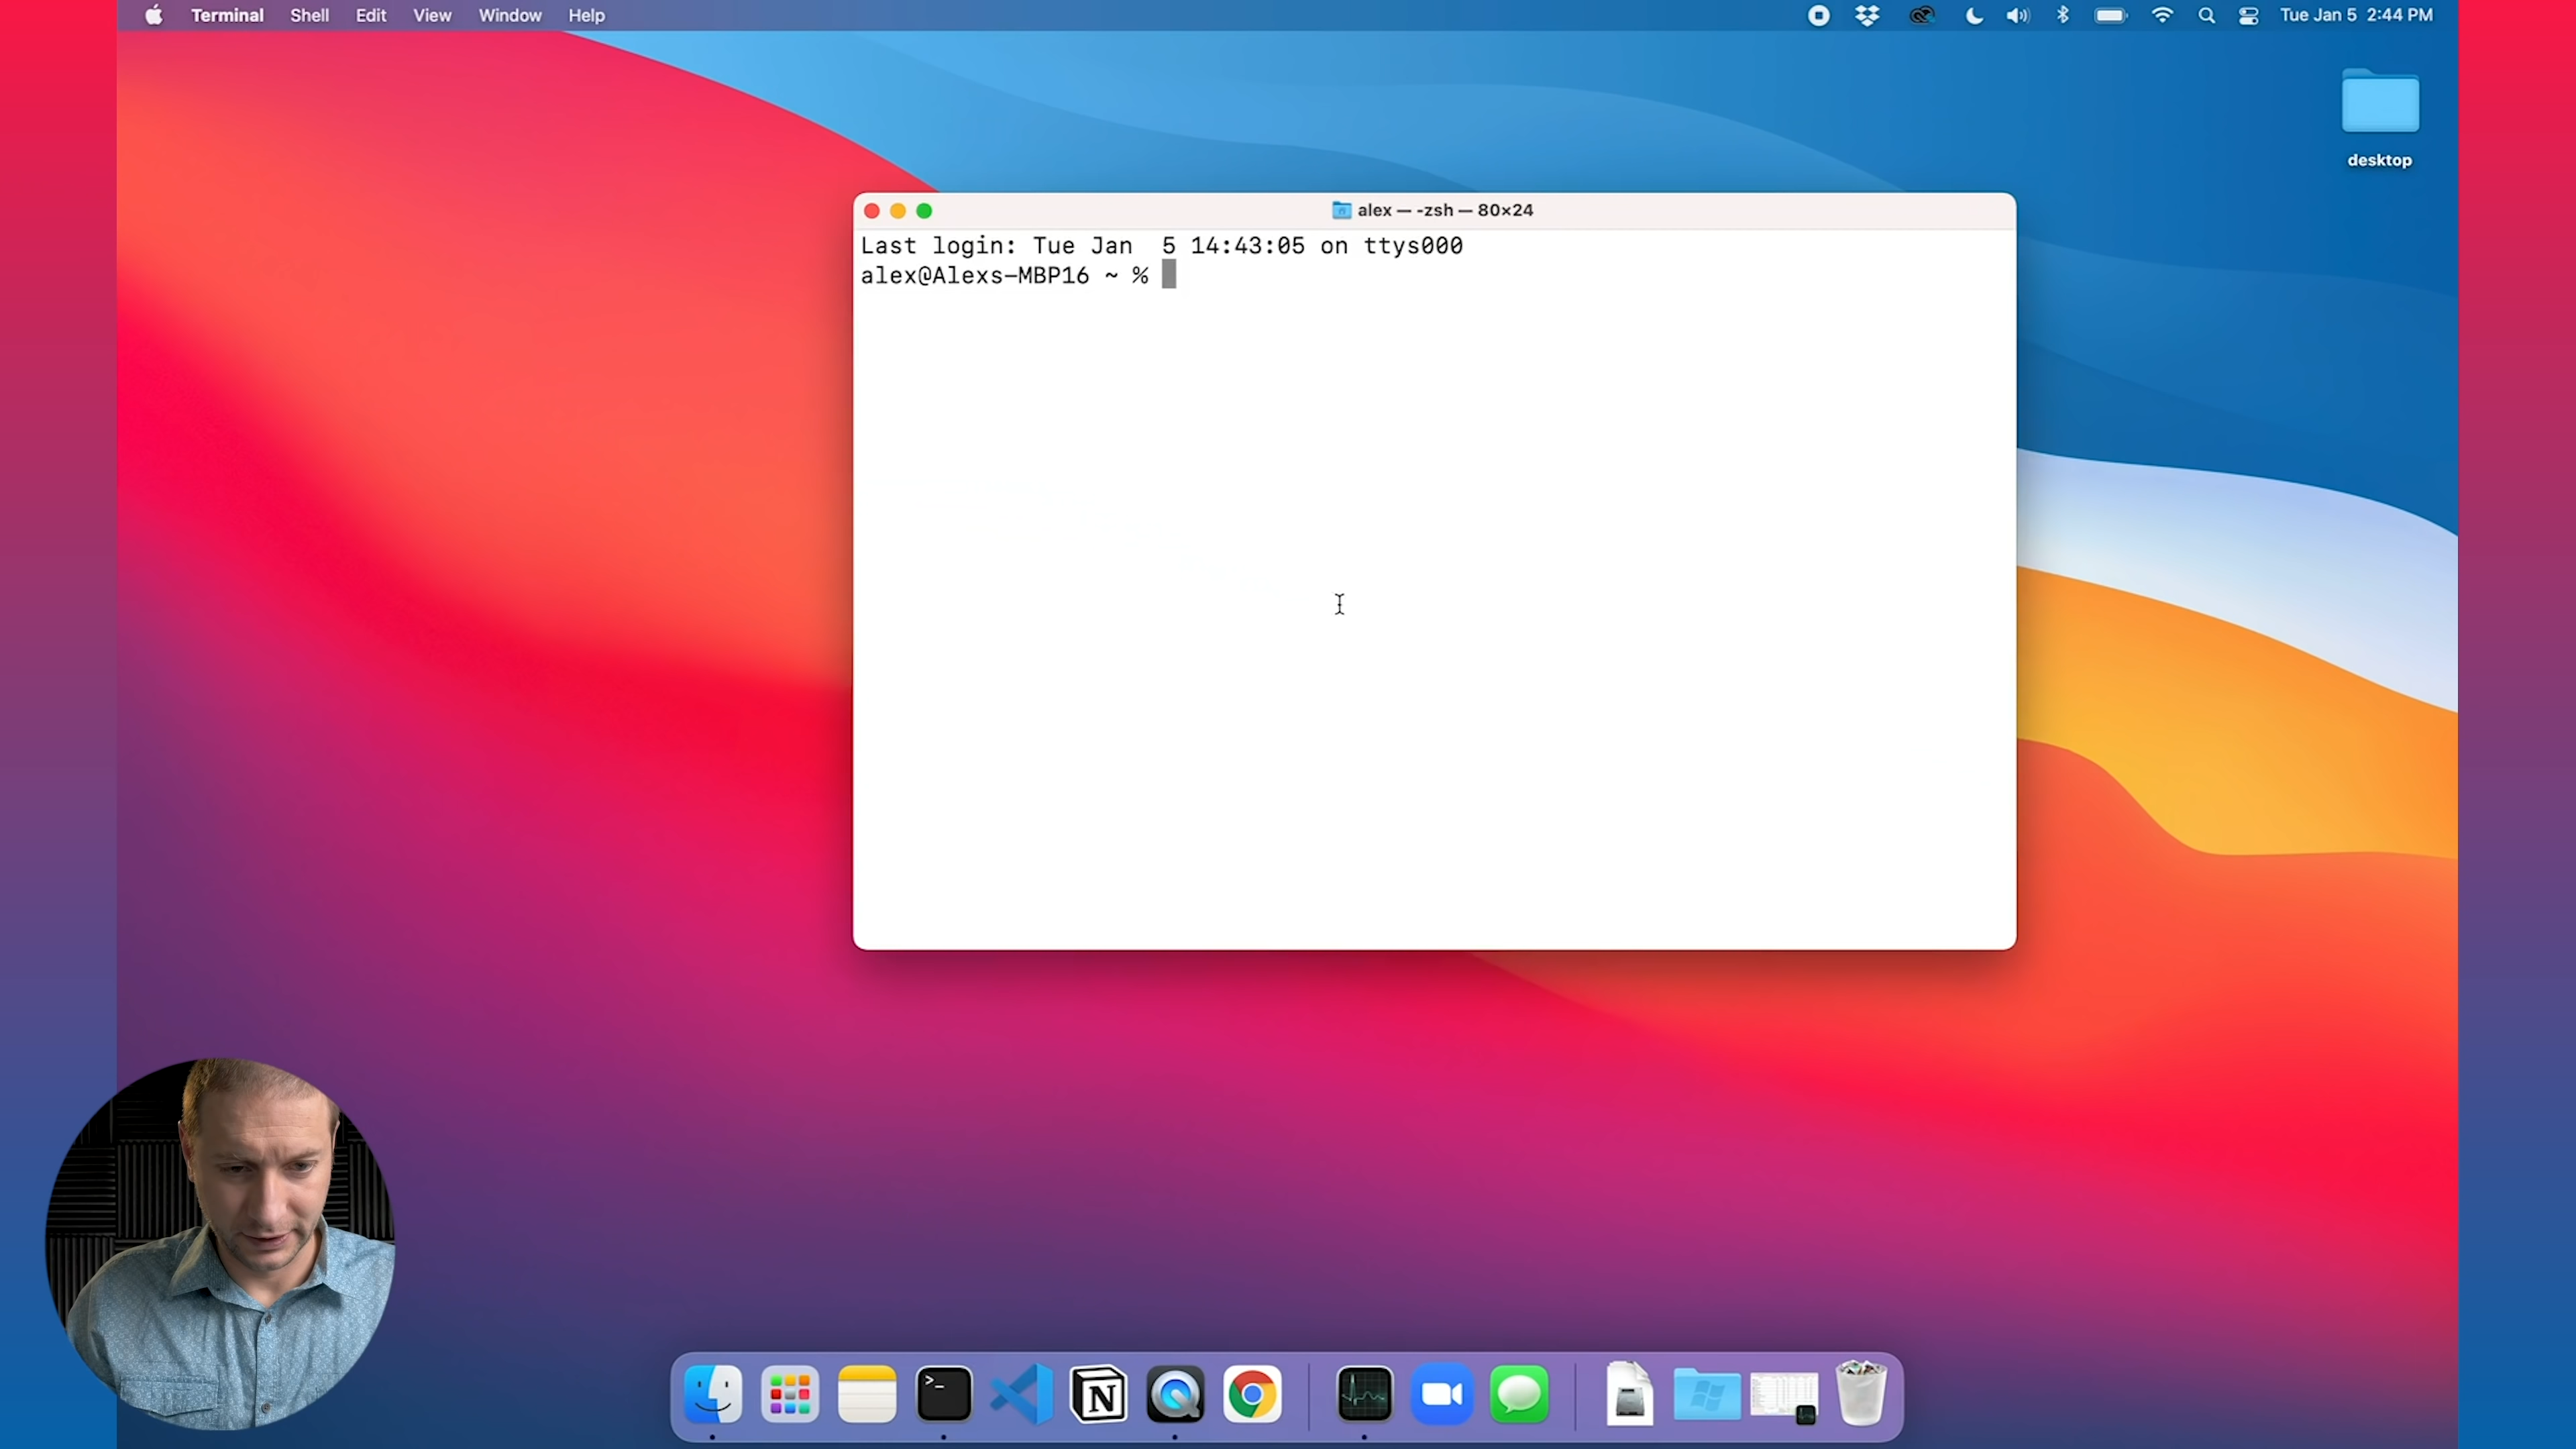 Terminal Shell Edit View Window Help Tue Jan 5 2:44 PM
desktop
alex — -zsh — 80×24
Last login: Tue Jan  5 14:43:05 on ttys000
alex@Alexs-MBP16 ~ %
>_
N